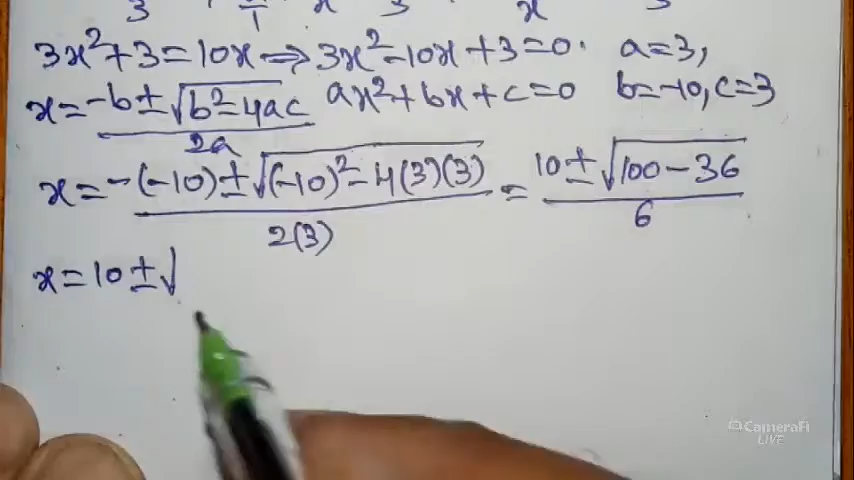 3x²+3=10x⇒3x²-10x+3=0. a=3,
x=(-b±√(b²-4ac))/2a ax²+bx+c=0 b=-10, c=3
x=(-(-10)±√((-10)²-4(3)(3)))/2(3) = (10±√(100-36))/6
x=10±√
CameraFi
LIVE